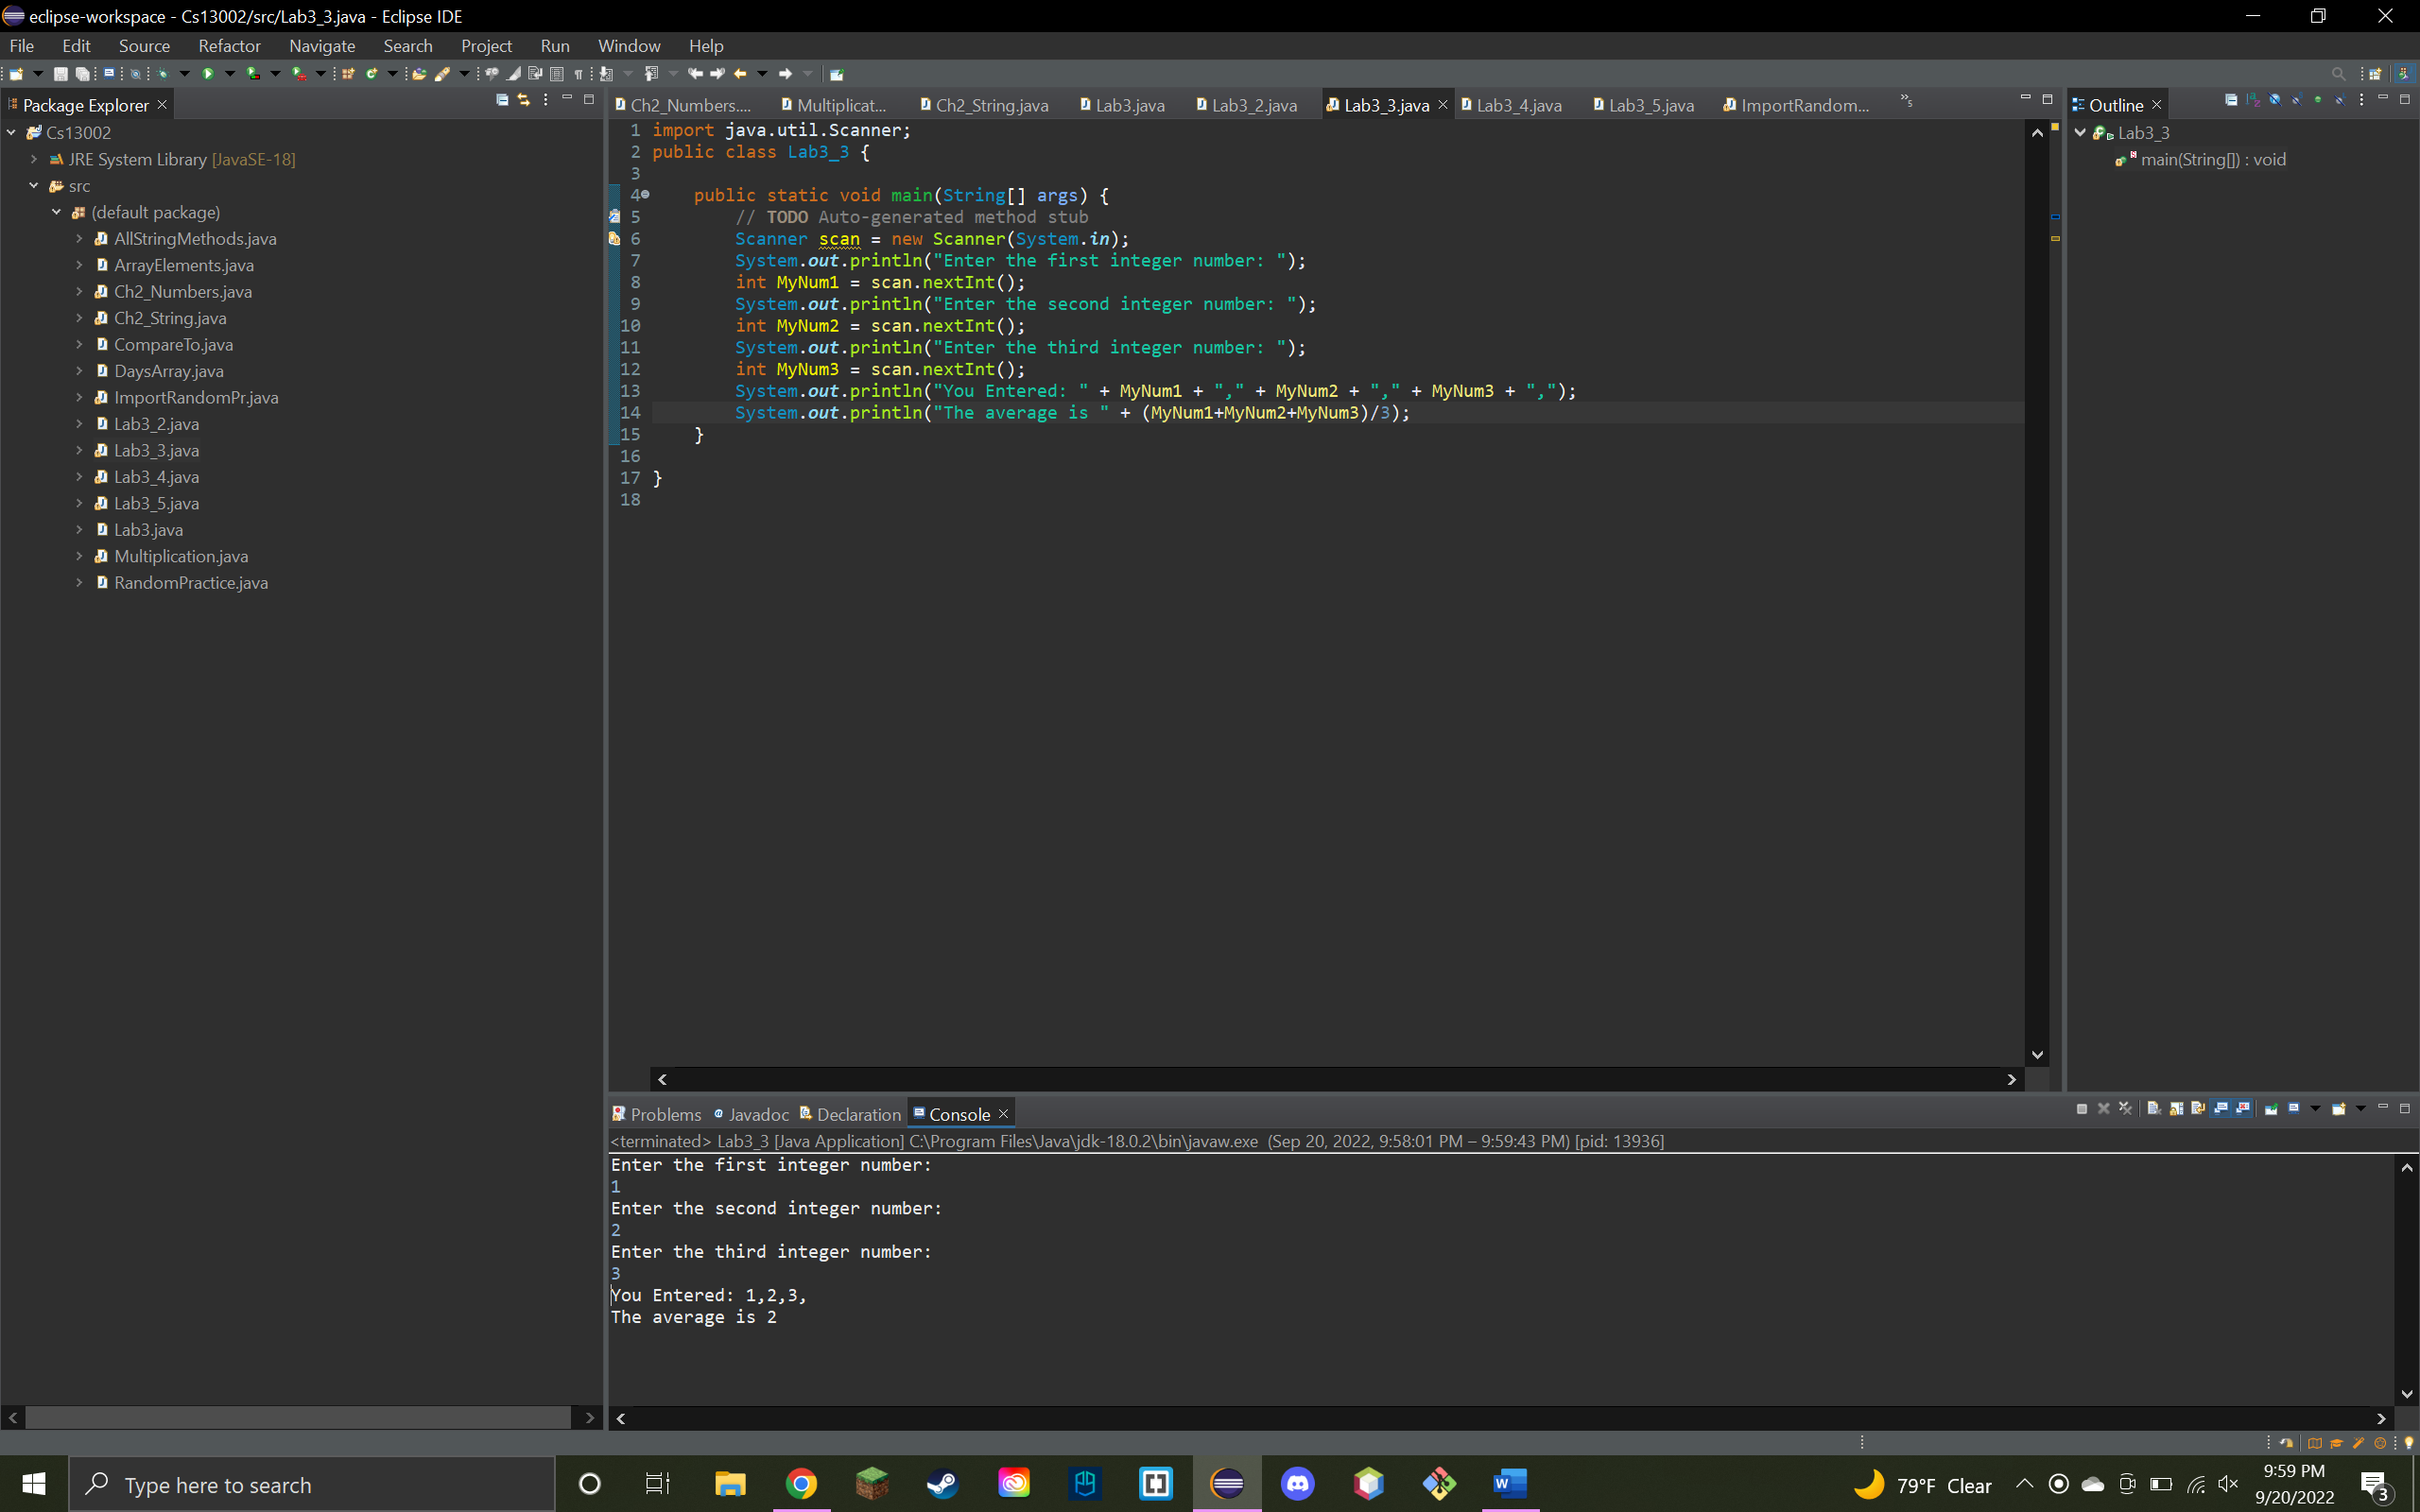 eclipse-workspace - Cs13002/src/Lab3_3.java - Eclipse IDE
File Edit Source Refactor Navigate Search Project Run Window Help
Package Explorer
Cs13002
JRE System Library [JavaSE-18]
src
(default package)
AllStringMethods.java
ArrayElements.java
Ch2_Numbers.java
Ch2_String.java
CompareTo.java
DaysArray.java
ImportRandomPr.java
Lab3_2.java
Lab3_3.java
Lab3_4.java
Lab3_5.java
Lab3.java
Multiplication.java
RandomPractice.java
Ch2_Numbers.... Multiplicat... Ch2_String.java Lab3.java Lab3_2.java Lab3_3.java Lab3_4.java Lab3_5.java ImportRandom... »5
1 import java.util.Scanner;
2 public class Lab3_3 {
3
4 public static void main(String[] args) {
5 // TODO Auto-generated method stub
6 Scanner scan = new Scanner(System.in);
7 System.out.println("Enter the first integer number: ");
8 int MyNum1 = scan.nextInt();
9 System.out.println("Enter the second integer number: ");
10 int MyNum2 = scan.nextInt();
11 System.out.println("Enter the third integer number: ");
12 int MyNum3 = scan.nextInt();
13 System.out.println("You Entered: " + MyNum1 + "," + MyNum2 + "," + MyNum3 + ",");
14 System.out.println("The average is " + (MyNum1+MyNum2+MyNum3)/3);
15 }
16
17 }
18
Outline
Lab3_3
main(String[]) : void
Problems Javadoc Declaration Console
<terminated> Lab3_3 [Java Application] C:\Program Files\Java\jdk-18.0.2\bin\javaw.exe (Sep 20, 2022, 9:58:01 PM – 9:59:43 PM) [pid: 13936]
Enter the first integer number:
1
Enter the second integer number:
2
Enter the third integer number:
3
You Entered: 1,2,3,
The average is 2
Type here to search
79°F Clear
9:59 PM
9/20/2022
3